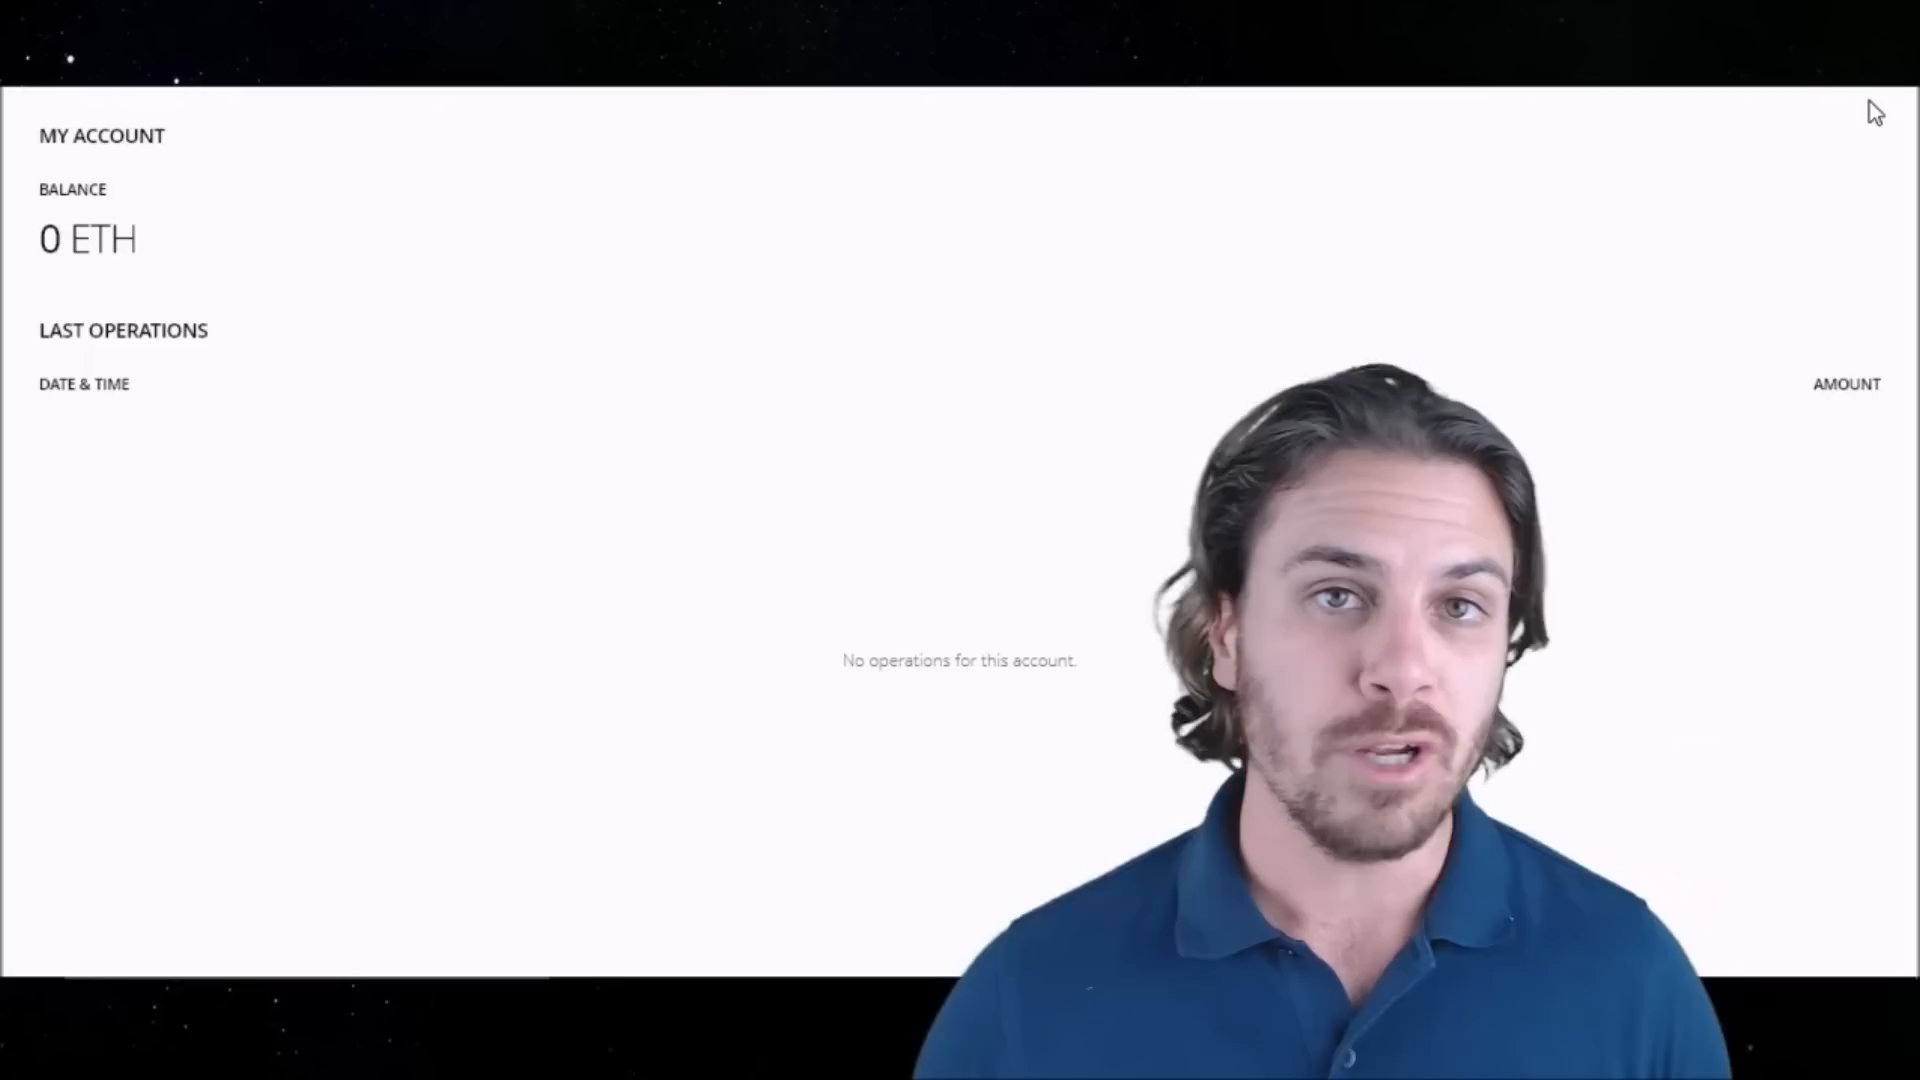 MY ACCOUNT
BALANCE
0 ETH
LAST OPERATIONS
DATE & TIME
AMOUNT
No operations for this account.